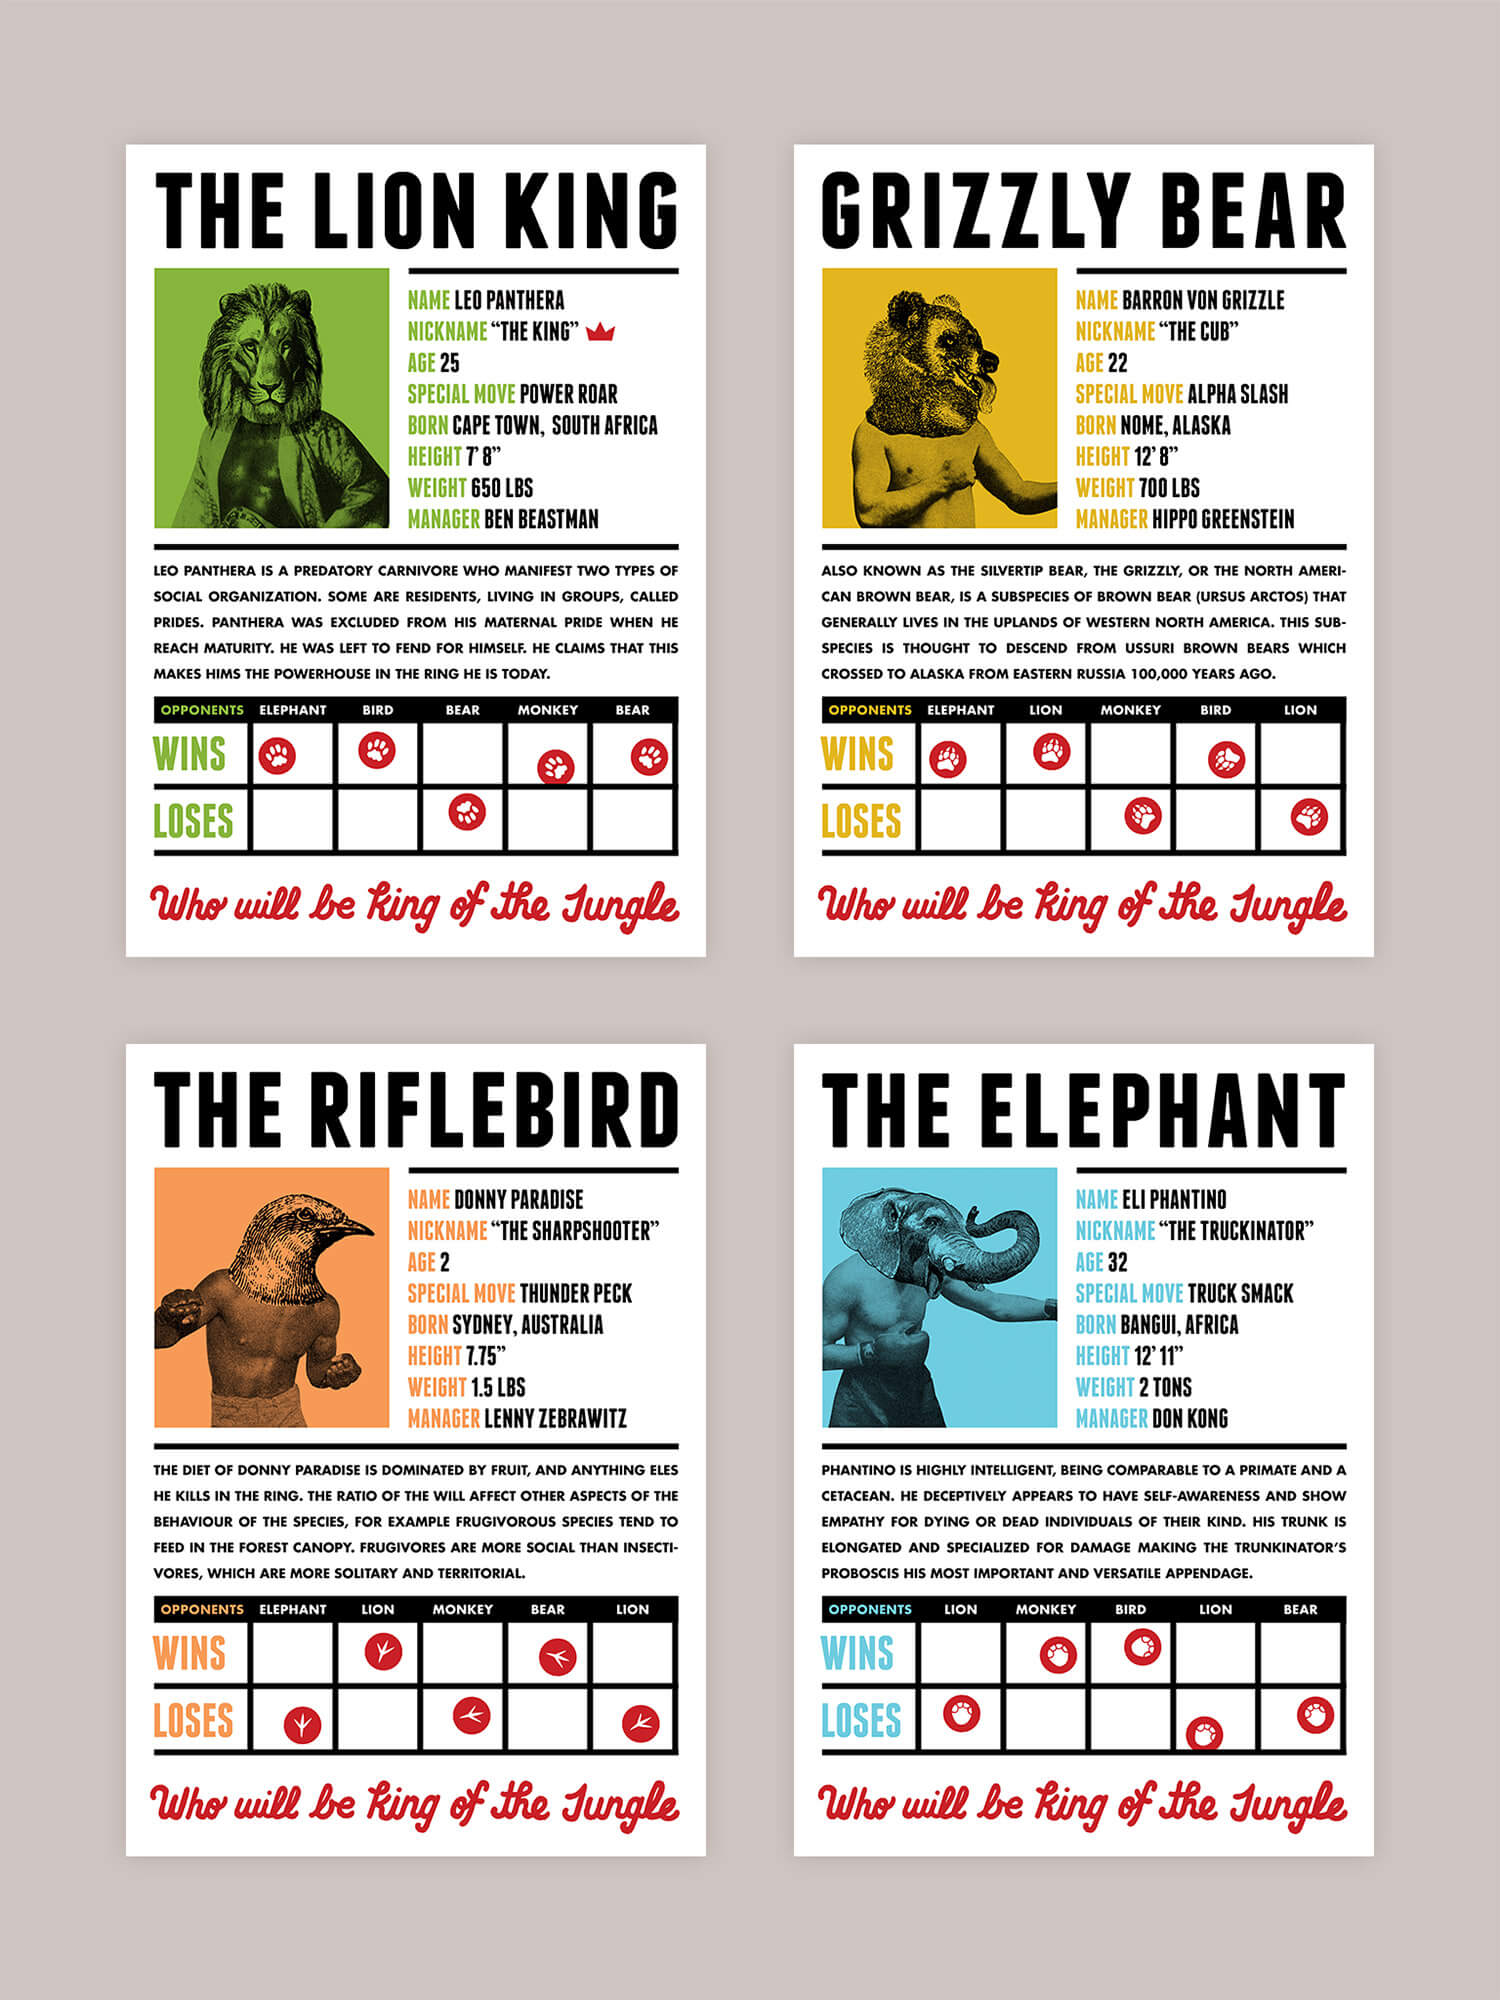 THE LION KING
NAME LEO PANTHERA
NICKNAME “THE KING”
AGE 25
SPECIAL MOVE POWER ROAR
BORN CAPE TOWN, SOUTH AFRICA
HEIGHT 7’ 8”
WEIGHT 650 LBS
MANAGER BEN BEASTMAN
LEO PANTHERA IS A PREDATORY CARNIVORE WHO MANIFEST TWO TYPES OF
SOCIAL ORGANIZATION. SOME ARE RESIDENTS, LIVING IN GROUPS, CALLED
PRIDES. PANTHERA WAS EXCLUDED FROM HIS MATERNAL PRIDE WHEN HE
REACH MATURITY. HE WAS LEFT TO FEND FOR HIMSELF. HE CLAIMS THAT THIS
MAKES HIMS THE POWERHOUSE IN THE RING HE IS TODAY.
OPPONENTS ELEPHANT BIRD BEAR MONKEY BEAR
WINS
LOSES
Who will be King of the Jungle
GRIZZLY BEAR
NAME BARRON VON GRIZZLE
NICKNAME “THE CUB”
AGE 22
SPECIAL MOVE ALPHA SLASH
BORN NOME, ALASKA
HEIGHT 12’ 8”
WEIGHT 700 LBS
MANAGER HIPPO GREENSTEIN
ALSO KNOWN AS THE SILVERTIP BEAR, THE GRIZZLY, OR THE NORTH AMERI-
CAN BROWN BEAR, IS A SUBSPECIES OF BROWN BEAR (URSUS ARCTOS) THAT
GENERALLY LIVES IN THE UPLANDS OF WESTERN NORTH AMERICA. THIS SUB-
SPECIES IS THOUGHT TO DESCEND FROM USSURI BROWN BEARS WHICH
CROSSED TO ALASKA FROM EASTERN RUSSIA 100,000 YEARS AGO.
OPPONENTS ELEPHANT LION MONKEY BIRD LION
WINS
LOSES
Who will be King of the Jungle
THE RIFLEBIRD
NAME DONNY PARADISE
NICKNAME “THE SHARPSHOOTER”
AGE 2
SPECIAL MOVE THUNDER PECK
BORN SYDNEY, AUSTRALIA
HEIGHT 7.75”
WEIGHT 1.5 LBS
MANAGER LENNY ZEBRAWITZ
THE DIET OF DONNY PARADISE IS DOMINATED BY FRUIT, AND ANYTHING ELES
HE KILLS IN THE RING. THE RATIO OF THE WILL AFFECT OTHER ASPECTS OF THE
BEHAVIOUR OF THE SPECIES, FOR EXAMPLE FRUGIVOROUS SPECIES TEND TO
FEED IN THE FOREST CANOPY. FRUGIVORES ARE MORE SOCIAL THAN INSECTI-
VORES, WHICH ARE MORE SOLITARY AND TERRITORIAL.
OPPONENTS ELEPHANT LION MONKEY BEAR LION
WINS
LOSES
Who will be King of the Jungle
THE ELEPHANT
NAME ELI PHANTINO
NICKNAME “THE TRUCKINATOR”
AGE 32
SPECIAL MOVE TRUCK SMACK
BORN BANGUI, AFRICA
HEIGHT 12’ 11”
WEIGHT 2 TONS
MANAGER DON KONG
PHANTINO IS HIGHLY INTELLIGENT, BEING COMPARABLE TO A PRIMATE AND A
CETACEAN. HE DECEPTIVELY APPEARS TO HAVE SELF-AWARENESS AND SHOW
EMPATHY FOR DYING OR DEAD INDIVIDUALS OF THEIR KIND. HIS TRUNK IS
ELONGATED AND SPECIALIZED FOR DAMAGE MAKING THE TRUNKINATOR’S
PROBOSCIS HIS MOST IMPORTANT AND VERSATILE APPENDAGE.
OPPONENTS LION MONKEY BIRD LION BEAR
WINS
LOSES
Who will be King of the Jungle